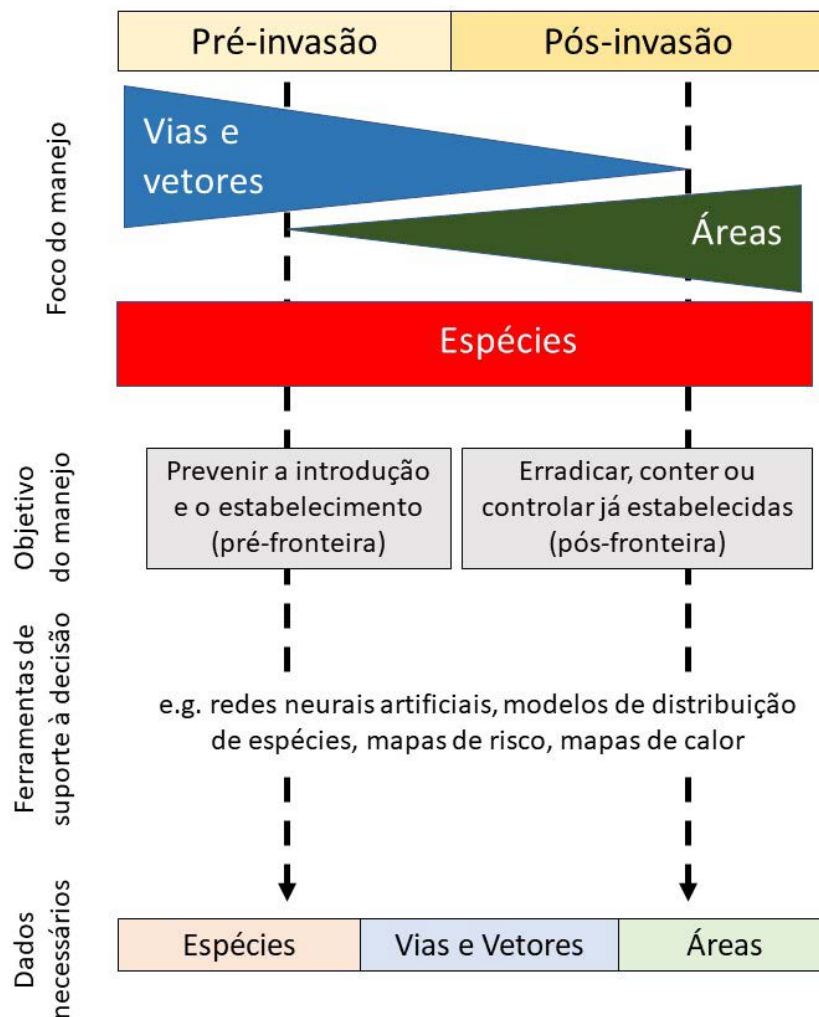 Pré-invasão
Pós-invasão
Foco do manejo
Vias e
vetores
Áreas
Espécies
Objetivo
do manejo
Prevenir a introdução
e o estabelecimento
(pré-fronteira)
Erradicar, conter ou
controlar já estabelecidas
(pós-fronteira)
Ferramentas de
suporte à decisão
e.g. redes neurais artificiais, modelos de distribuição
de espécies, mapas de risco, mapas de calor
Dados
necessários
Espécies
Vias e Vetores
Áreas